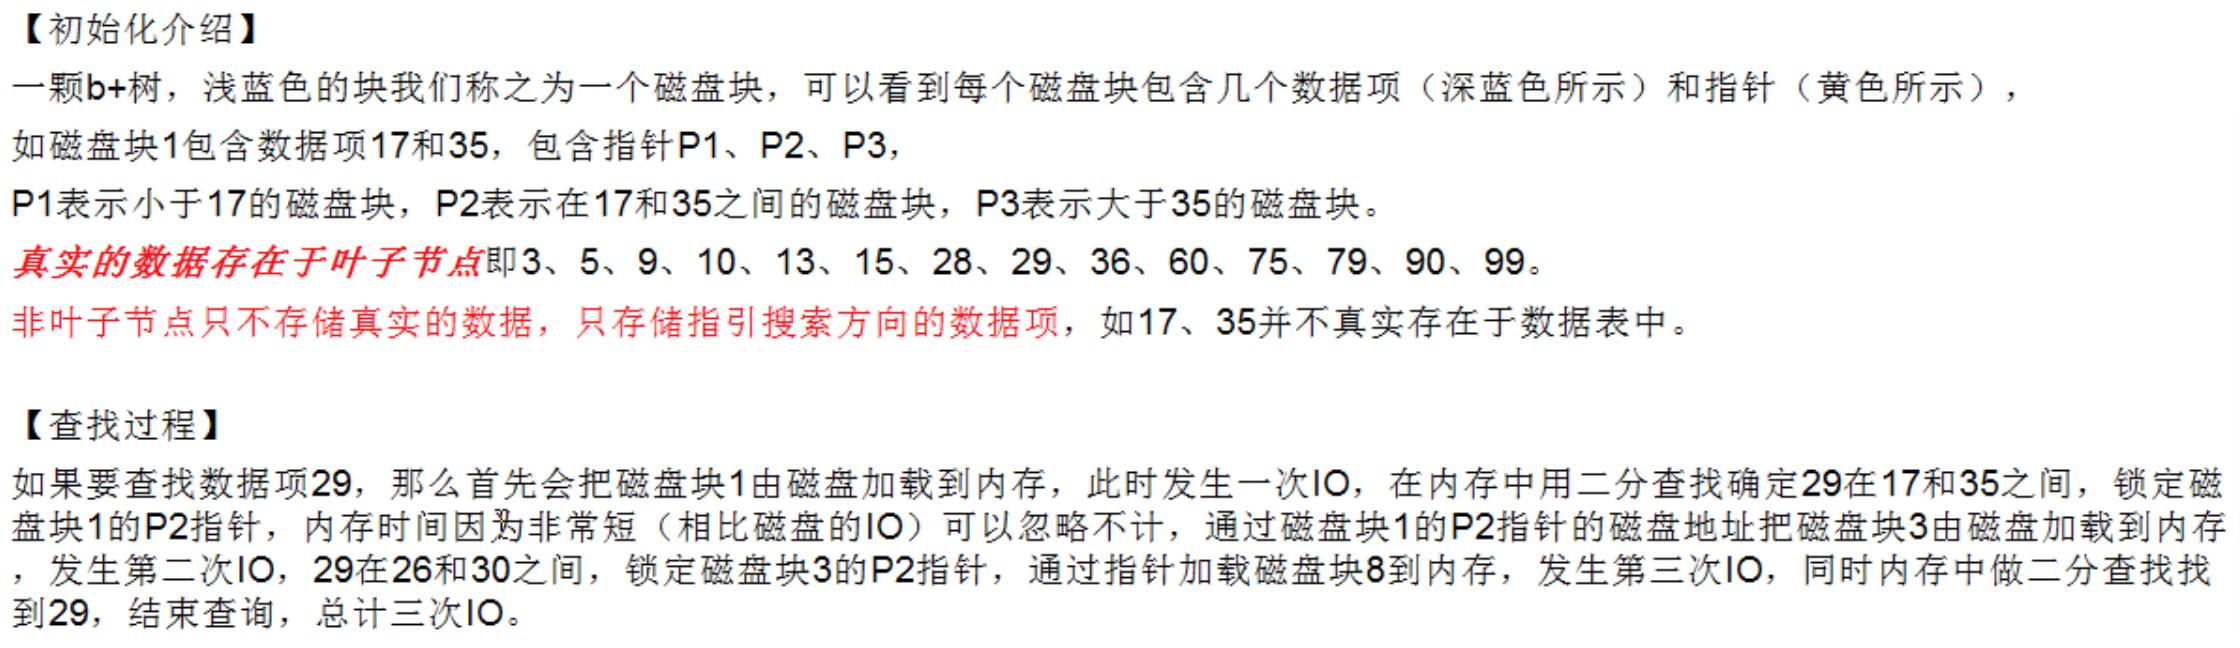 【初始化介绍】
一颗b+树，浅蓝色的块我们称之为一个磁盘块，可以看到每个磁盘块包含几个数据项（深蓝色所示）和指针（黄色所示），
如磁盘块1包含数据项17和35，包含指针P1、P2、P3，
P1表示小于17的磁盘块，P2表示在17和35之间的磁盘块，P3表示大于35的磁盘块。
真实的数据存在于叶子节点即3、5、9、10、13、15、28、29、36、60、75、79、90、99。
非叶子节点只不存储真实的数据，只存储指引搜索方向的数据项，如17、35并不真实存在于数据表中。
【查找过程】
如果要查找数据项29，那么首先会把磁盘块1由磁盘加载到内存，此时发生一次IO，在内存中用二分查找确定29在17和35之间，锁定磁
盘块1的P2指针，内存时间因为非常短（相比磁盘的IO）可以忽略不计，通过磁盘块1的P2指针的磁盘地址把磁盘块3由磁盘加载到内存
，发生第二次IO，29在26和30之间，锁定磁盘块3的P2指针，通过指针加载磁盘块8到内存，发生第三次IO，同时内存中做二分查找找
到29，结束查询，总计三次IO。